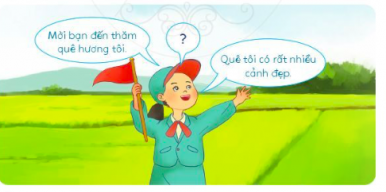 Mời bạn đến thăm
quê hương tôi.
?
Quê tôi có rất nhiều
cảnh đẹp.